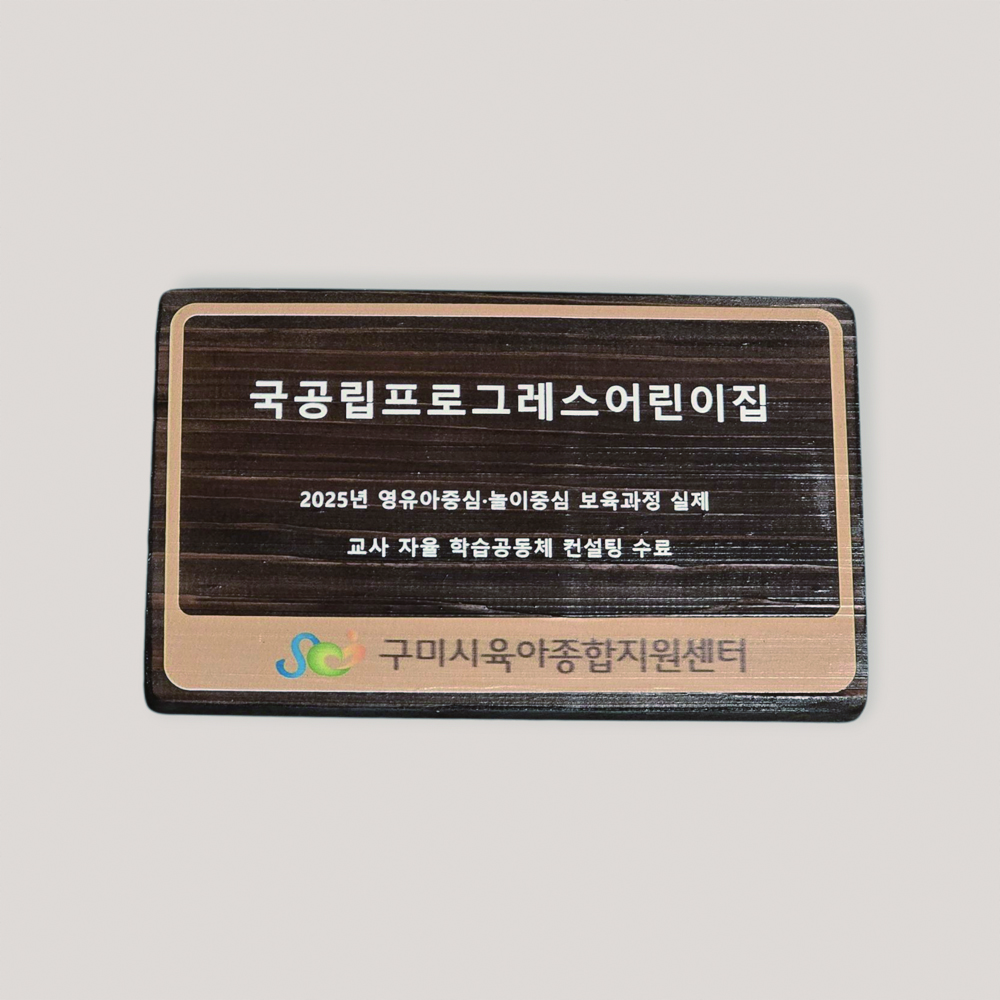 국공립프로그레스어린이집
2025년 영유아중심·놀이중심 보육과정 실제
교사 자율 학습공동체 컨설팅 수료
구미시육아종합지원센터